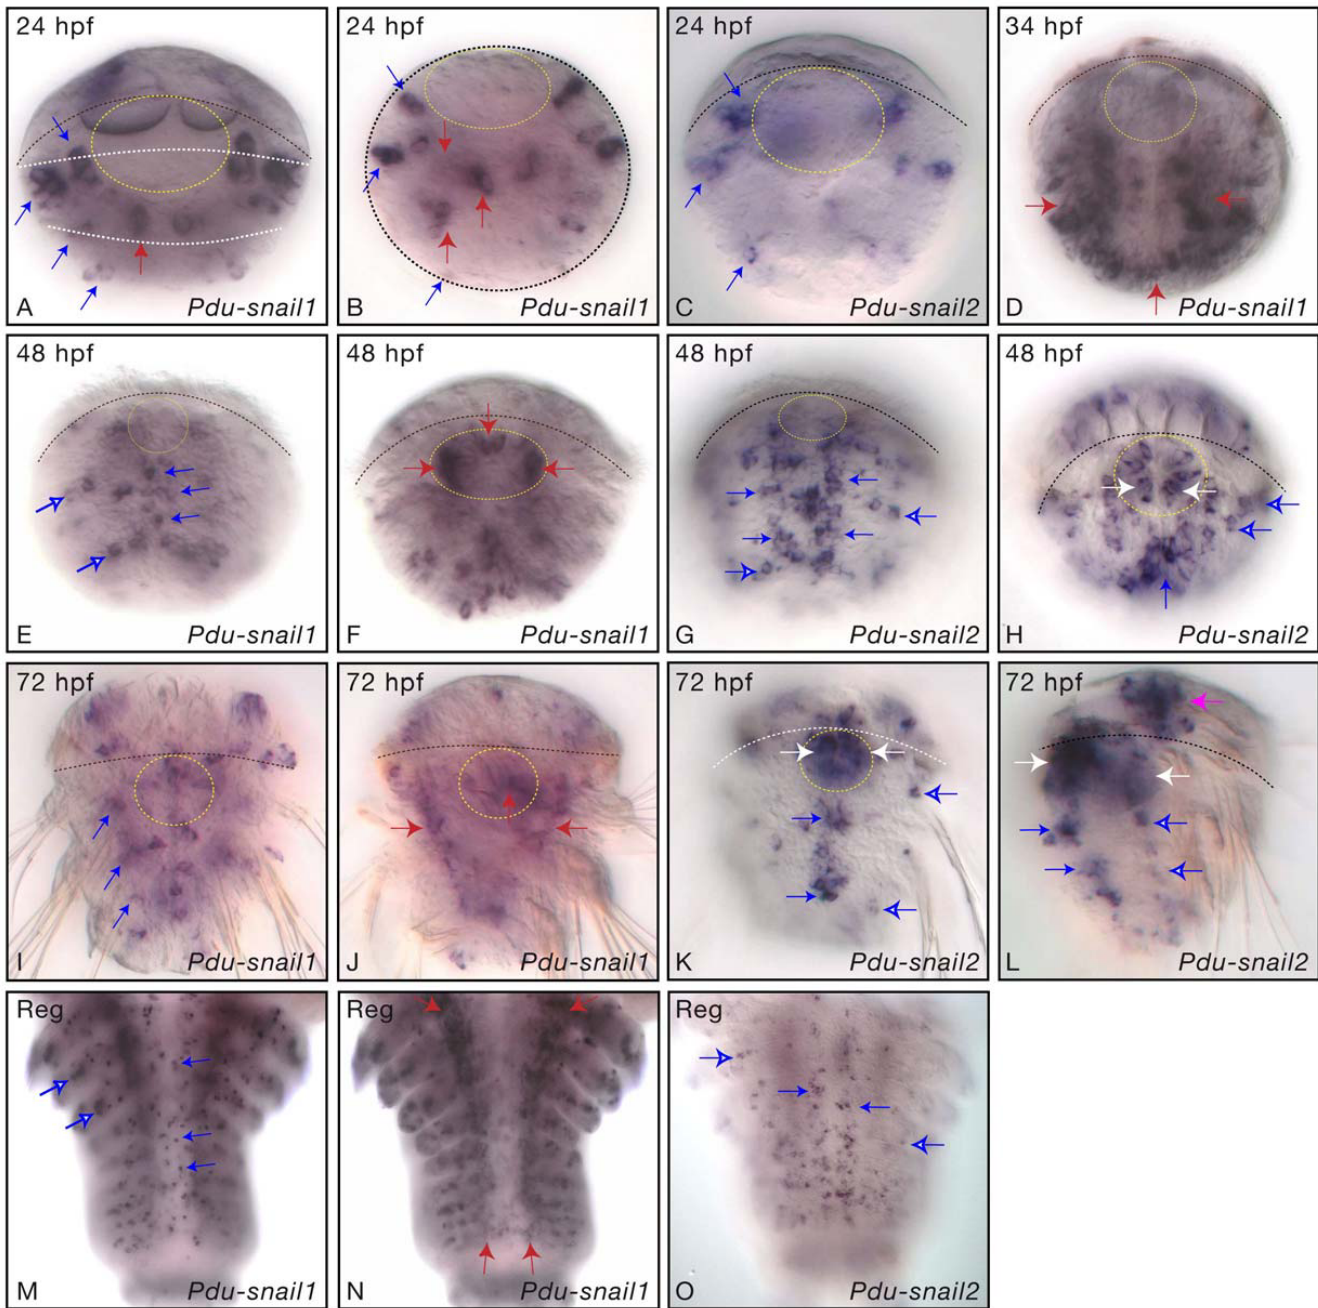 24 hpf
A
Pdu-snail1
24 hpf
B
Pdu-snail1
24 hpf
C
Pdu-snail2
34 hpf
D
Pdu-snail1
48 hpf
E
Pdu-snail1
48 hpf
F
Pdu-snail1
48 hpf
G
Pdu-snail2
48 hpf
H
Pdu-snail2
72 hpf
I
Pdu-snail1
72 hpf
J
Pdu-snail1
72 hpf
K
Pdu-snail2
72 hpf
L
Pdu-snail2
Reg
M
Pdu-snail1
Reg
N
Pdu-snail1
Reg
O
Pdu-snail2